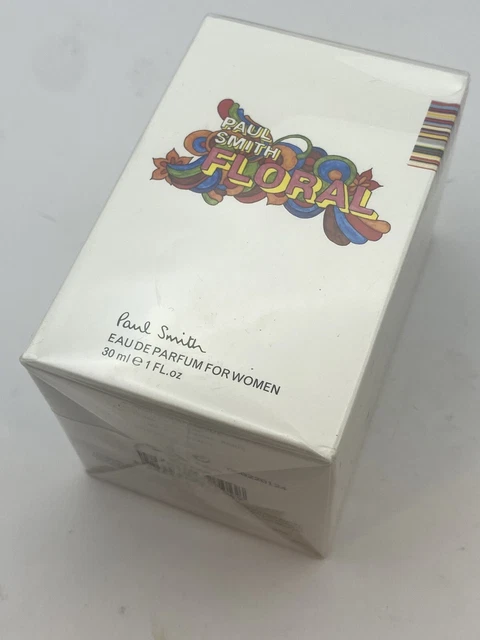 PAUL
SMITH
FLORAL
Paul Smith
EAU DE PARFUM FOR WOMEN
30 ml e 1 FL.oz